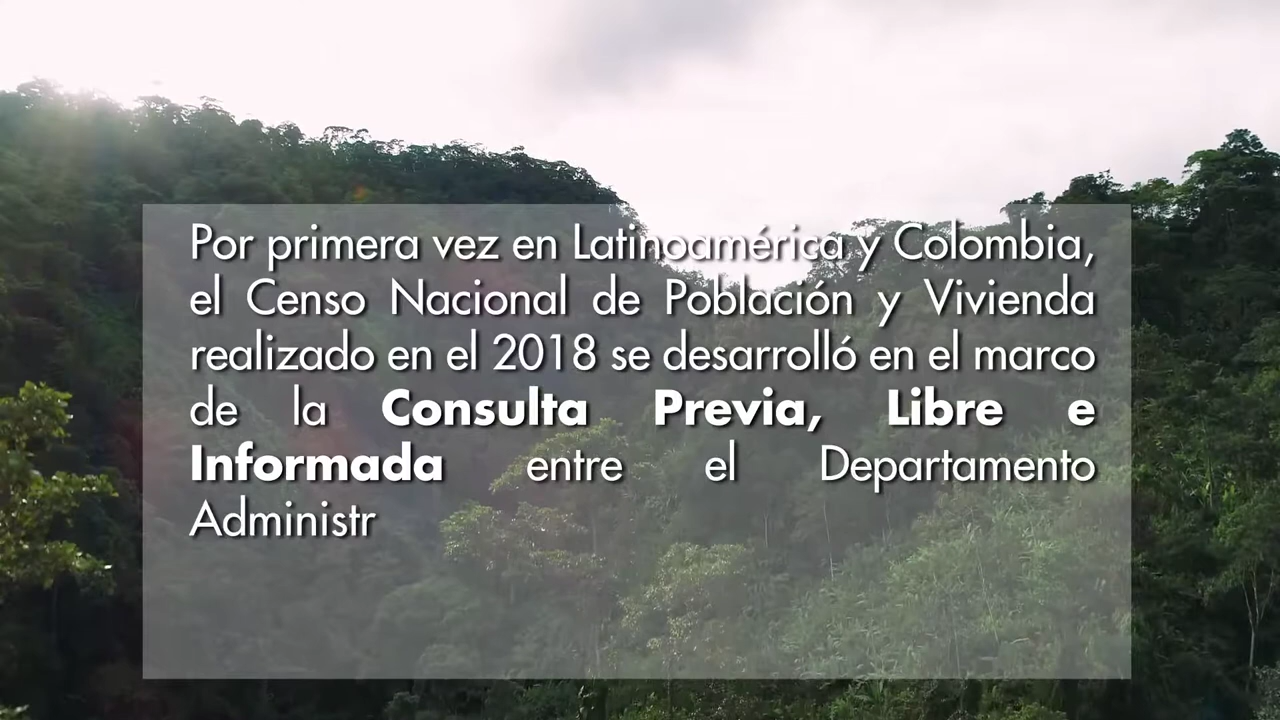 Por primera vez en Latinoamérica y Colombia,
el Censo Nacional de Población y Vivienda
realizado en el 2018 se desarrolló en el marco
de la Consulta Previa, Libre e
Informada entre el Departamento
Administr